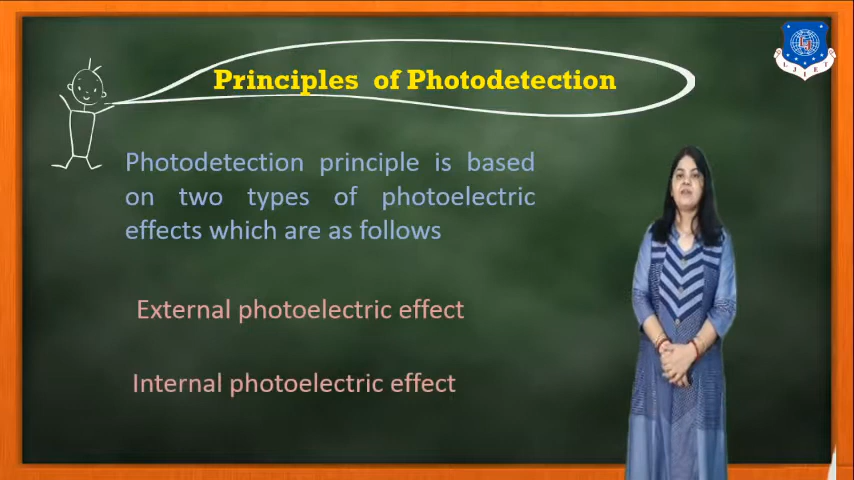 Principles of Photodetection
Photodetection principle is based
on two types of photoelectric
effects which are as follows
External photoelectric effect
Internal photoelectric effect
LJIET